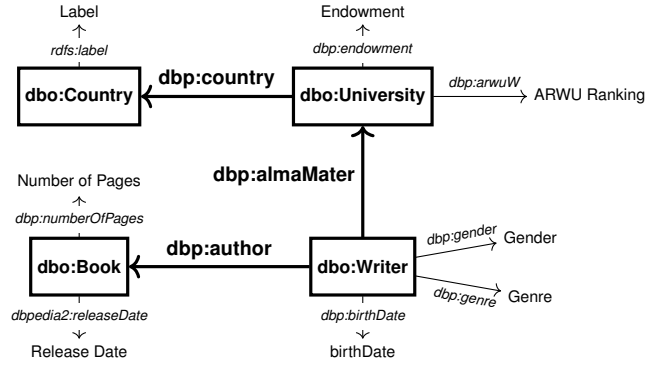 Label
Endowment
rdfs:label
dbp:endowment
dbo:Country
dbp:country
dbo:University
dbp:arwuW
ARWU Ranking
dbp:almaMater
Number of Pages
dbp:numberOfPages
dbo:Book
dbp:author
dbo:Writer
dbp:gender
Gender
dbp:genre
Genre
dbpedia2:releaseDate
dbp:birthDate
Release Date
birthDate